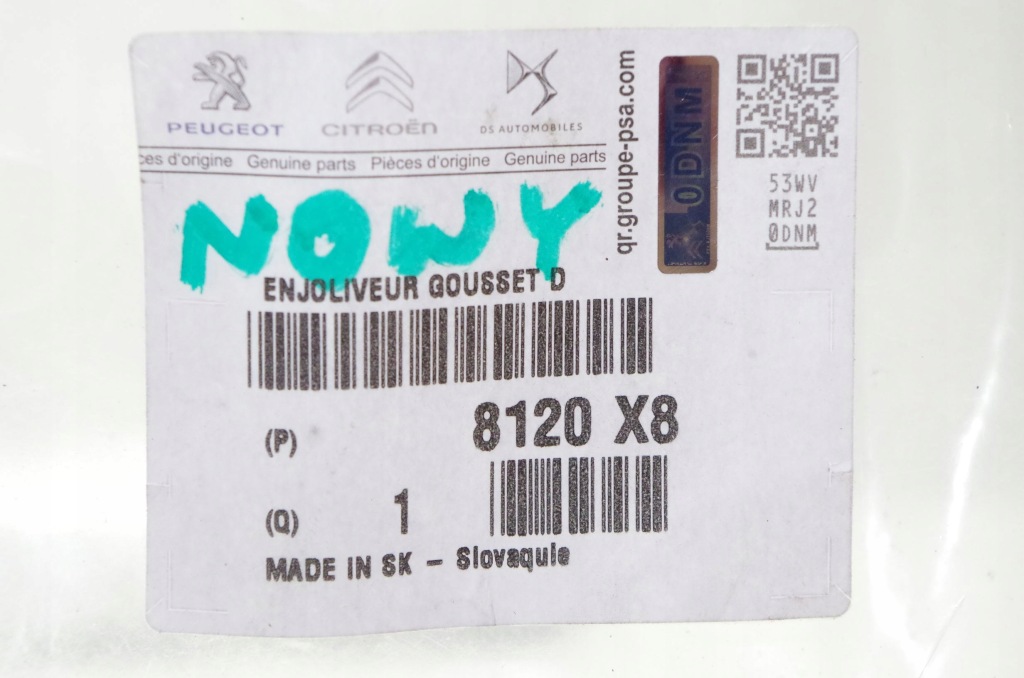 PEUGEOT CITROËN DS AUTOMOBILES
ces d'origine Genuine parts Pièces d'origine Genuine parts
qr.groupe-psa.com
0DNM
53WV
MRJ2
0DNM
NOWY
ENJOLIVEUR GOUSSET D
(P) 8120 X8
(Q) 1
MADE IN SK - Slovaquie